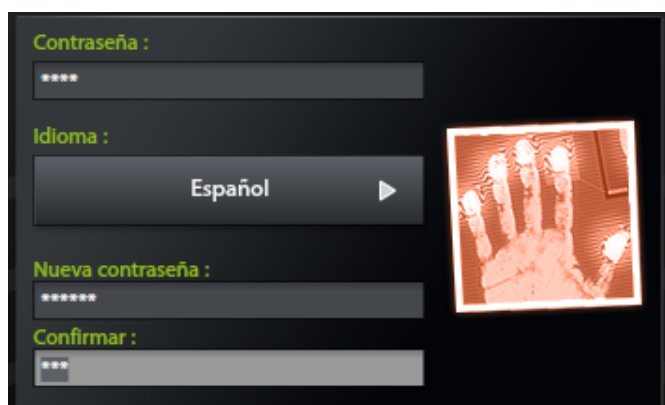 Contraseña :
****
Idioma :
Español
Nueva contraseña :
******
Confirmar :
***